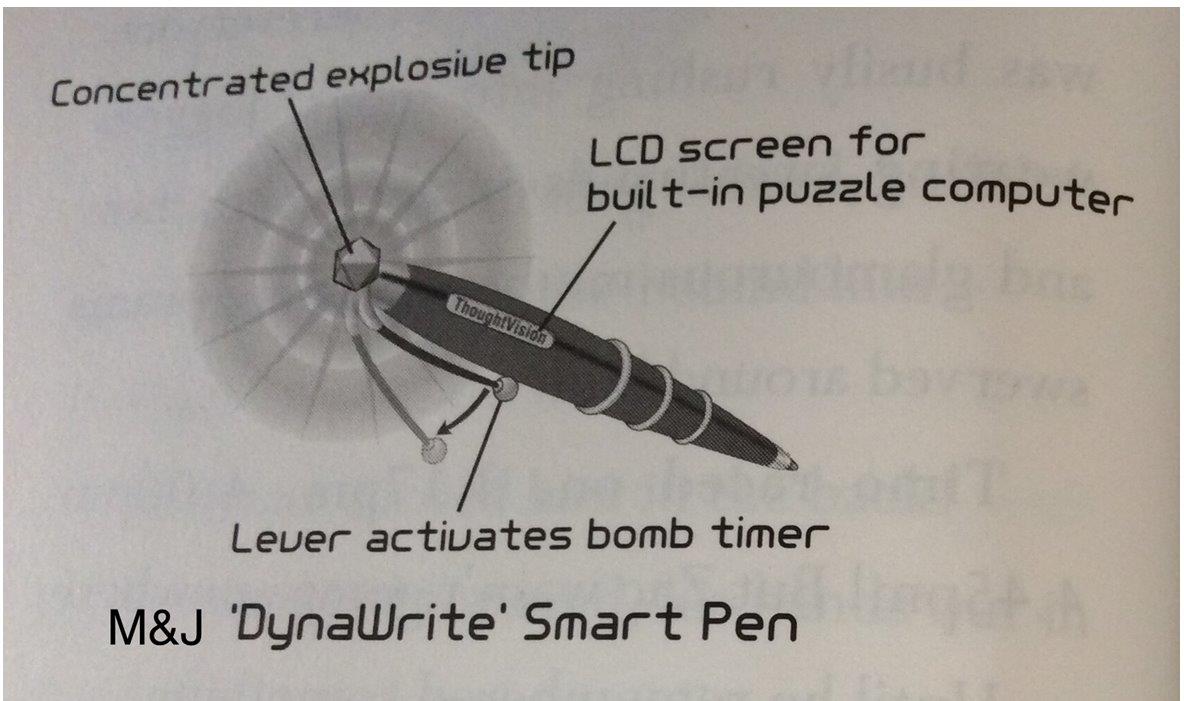 Concentrated explosive tip
LCD screen for
built-in puzzle computer
ThoughtVision
Lever activates bomb timer
M&J 'DynaWrite' Smart Pen